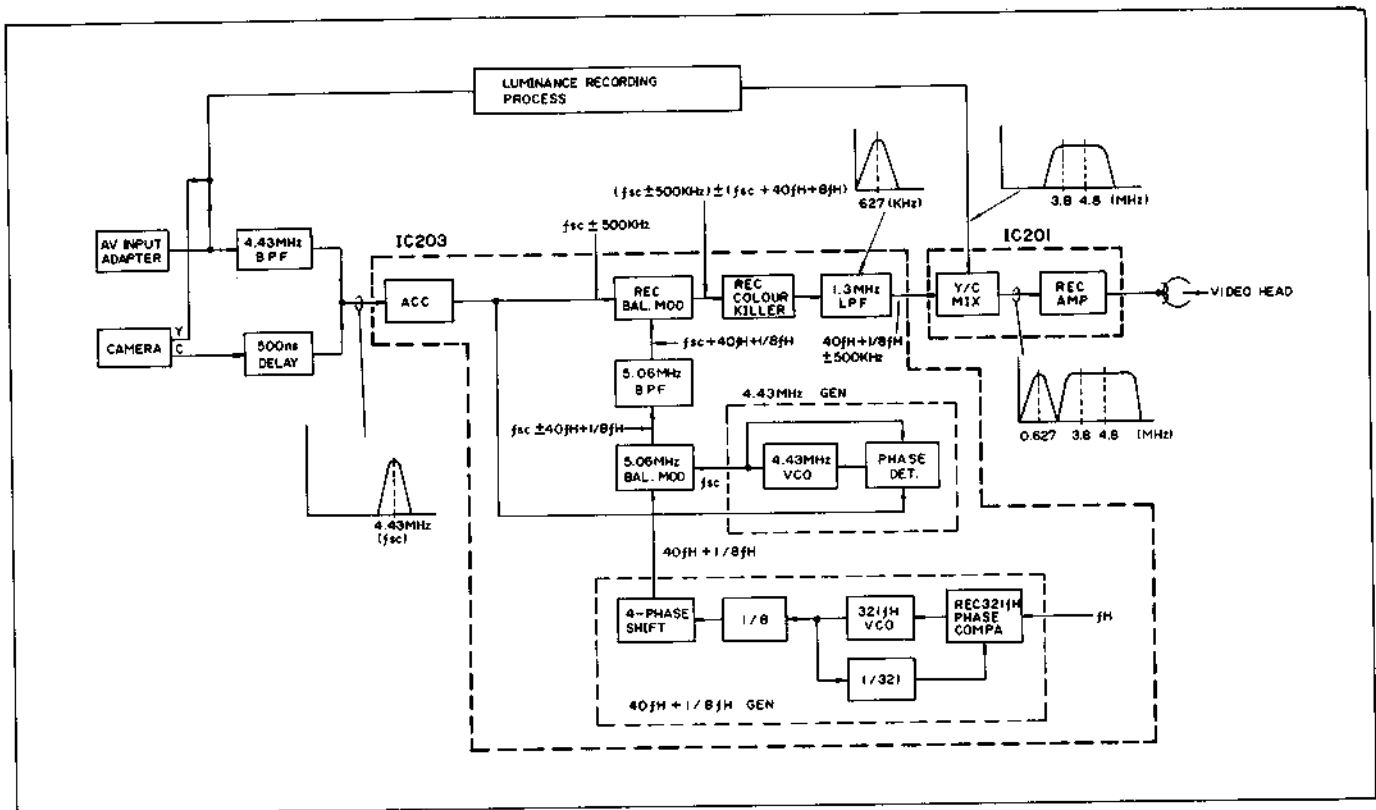 LUMINANCE RECORDING
PROCESS
(fsc±500KHz)±(fsc+40fH+8fH)
627 (KHz)
3.8 4.8 (MHz)
AV INPUT
ADAPTER
4.43MHz
BPF
IC203
fsc±500KHz
IC201
ACC
REC
BAL. MOD
REC
COLOUR
KILLER
1.3MHz
LPF
Y/C
MIX
REC
AMP
VIDEO HEAD
CAMERA
Y
C
500ns
DELAY
fsc+40fH+1/8fH
40fH+1/8fH
±500KHz
5.06MHz
BPF
4.43MHz GEN
0.627 3.8 4.8 (MHz)
fsc±40fH+1/8fH
5.06MHz
BAL. MOD
fsc
4.43MHz
VCO
PHASE
DET.
4.43MHz
(fsc)
40fH+1/8fH
4-PHASE
SHIFT
1/8
321fH
VCO
REC321fH
PHASE
COMPA
fH
1/321
40fH+1/8fH GEN